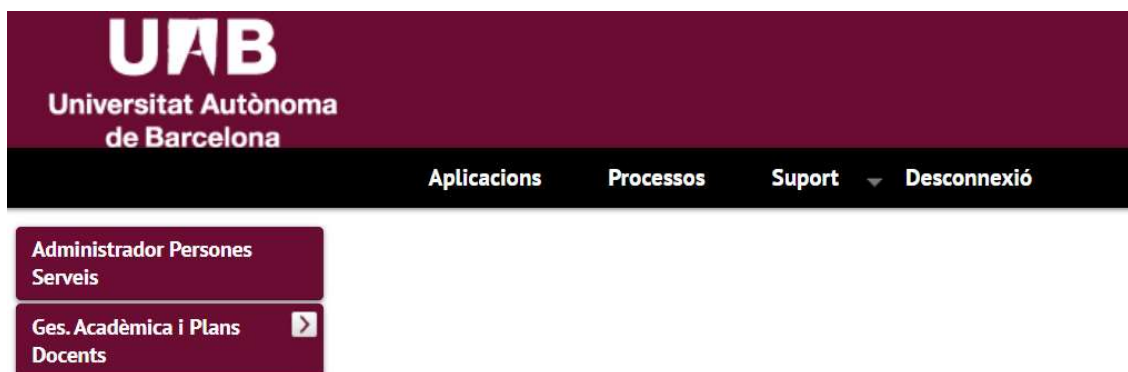 UAB
Universitat Autònoma
de Barcelona
Aplicacions Processos Suport Desconnexió
Administrador Persones
Serveis
Ges. Acadèmica i Plans
Docents